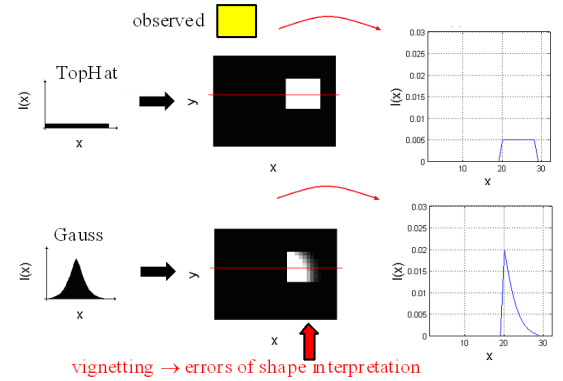 observed
TopHat
I(x)
x
y
x
0.03
0.025
0.02
0.015
0.01
0.005
0
I(x)
10
20
30
x
Gauss
I(x)
x
y
x
0.03
0.025
0.02
0.015
0.01
0.005
0
I(x)
10
20
30
x
vignetting → errors of shape interpretation